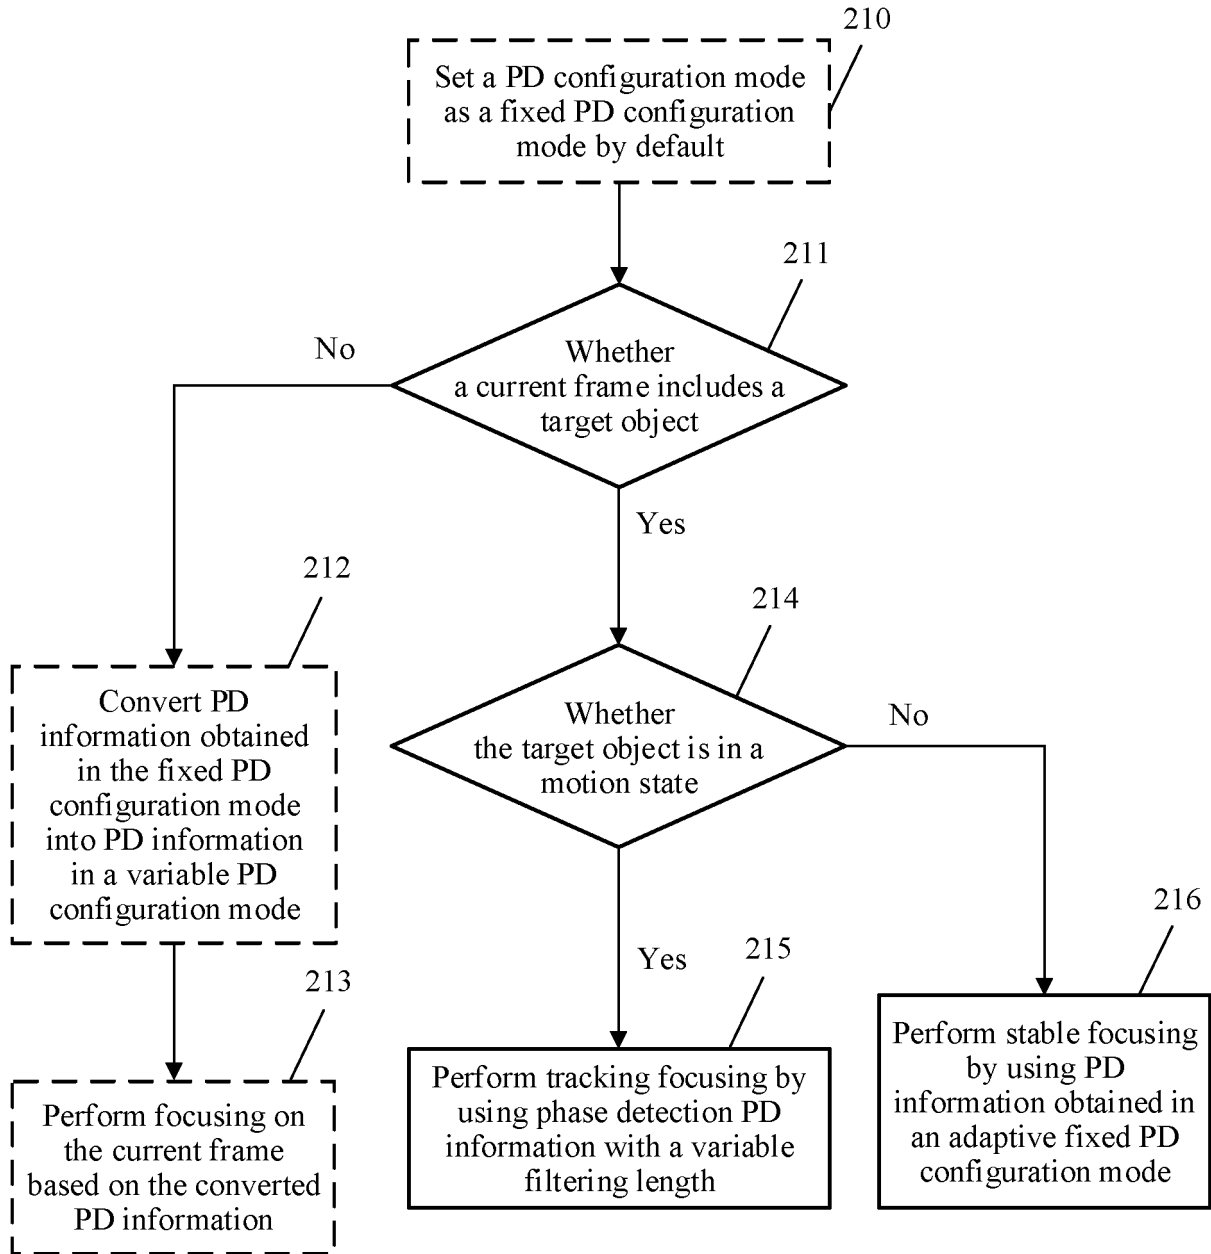 210
Set a PD configuration mode
as a fixed PD configuration
mode by default
211
Whether
a current frame includes a
target object
No
Yes
212
Convert PD
information obtained
in the fixed PD
configuration mode
into PD information
in a variable PD
configuration mode
214
Whether
the target object is in a
motion state
No
Yes
213
Perform focusing on
the current frame
based on the converted
PD information
215
Perform tracking focusing by
using phase detection PD
information with a variable
filtering length
216
Perform stable focusing
by using PD
information obtained in
an adaptive fixed PD
configuration mode